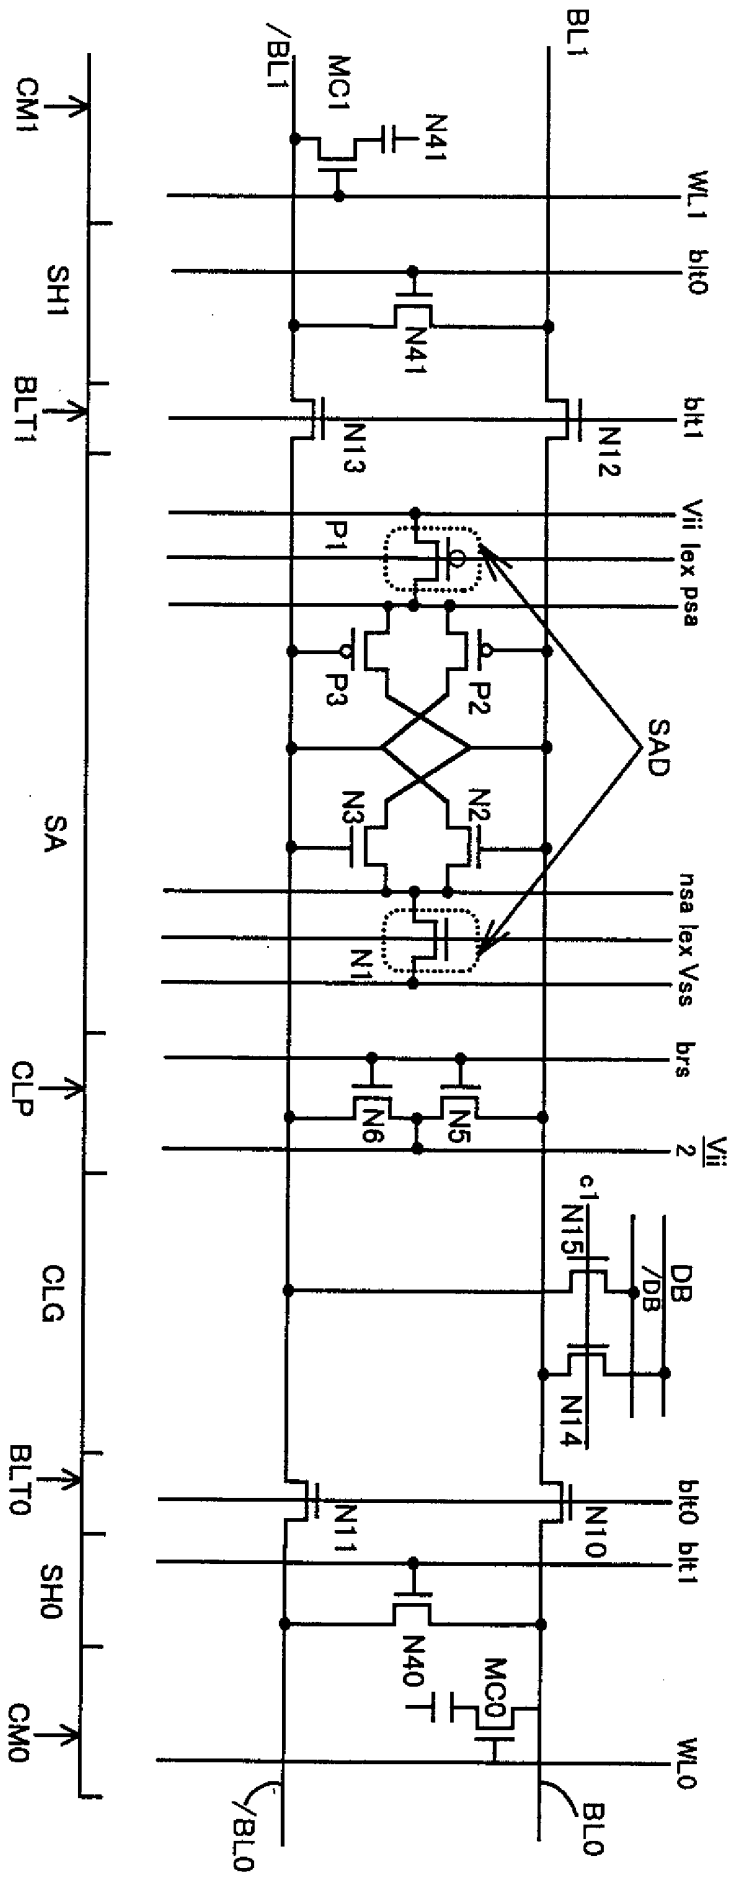 BL1
/BL1
MC1
N41
WL1
blt0
N41
blt1
N12
N13
Vii
lex
psa
P1
P2
P3
SAD
N2
N3
nsa
lex
Vss
N1
brs
N5
N6
Vii
2
c1
N15
DB
/DB
N14
blt0
N10
N11
blt1
N40
MC0
WL0
BL0
/BL0
CM1
SH1
BLT1
SA
CLP
CLG
BLT0
SH0
CM0